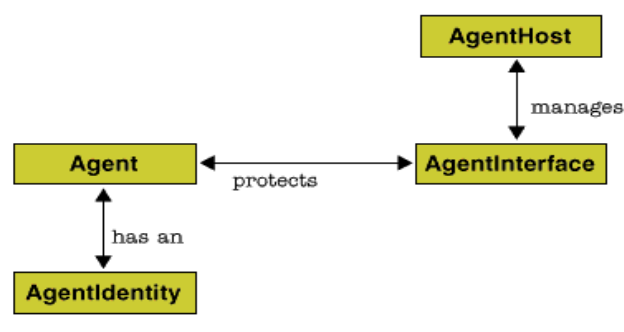 AgentHost
manages
Agent
AgentInterface
protects
has an
AgentIdentity